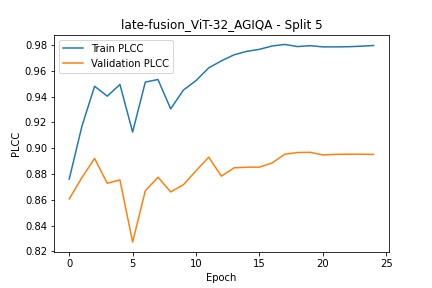 late-fusion_ViT-32_AGIQA - Split 5
Train PLCC
Validation PLCC
PLCC
0.98
0.96
0.94
0.92
0.90
0.88
0.86
0.84
0.82
0 5 10 15 20 25
Epoch